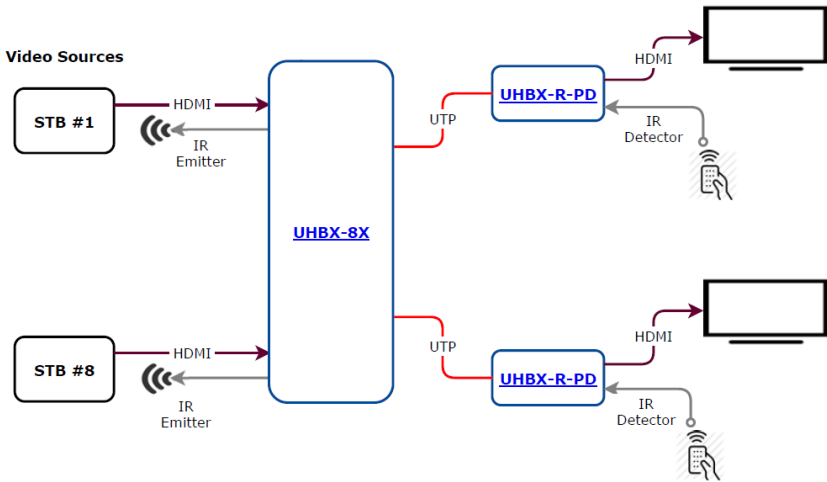 Video Sources
STB #1
HDMI
IR
Emitter
UHBX-8X
UTP
UHBX-R-PD
HDMI
IR
Detector
STB #8
HDMI
IR
Emitter
UTP
UHBX-R-PD
HDMI
IR
Detector